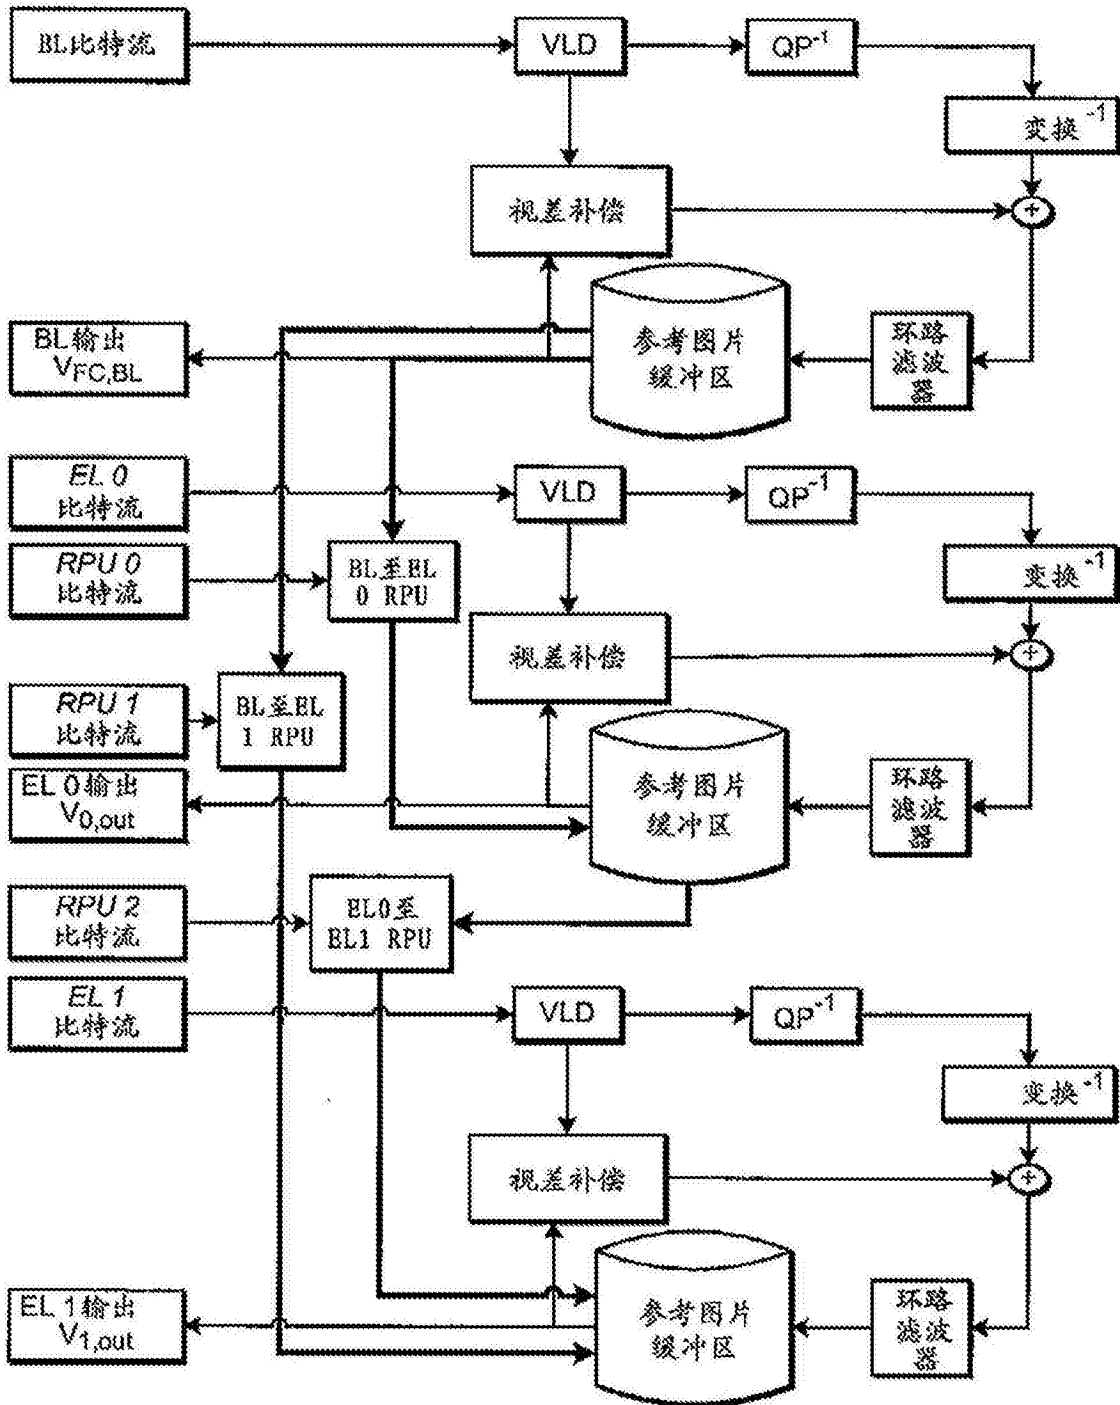 BL比特流
VLD
QP-1
变换-1
视差补偿
+
BL输出
VFC,BL
参考图片
缓冲区
环路
滤波
器
EL 0
比特流
VLD
QP-1
变换-1
RPU 0
比特流
BL至EL
0 RPU
视差补偿
+
RPU 1
比特流
BL至EL
1 RPU
EL 0输出
V0,out
参考图片
缓冲区
环路
滤波
器
RPU 2
比特流
EL0至
EL1 RPU
EL 1
比特流
VLD
QP-1
变换-1
视差补偿
+
EL 1输出
V1,out
参考图片
缓冲区
环路
滤波
器